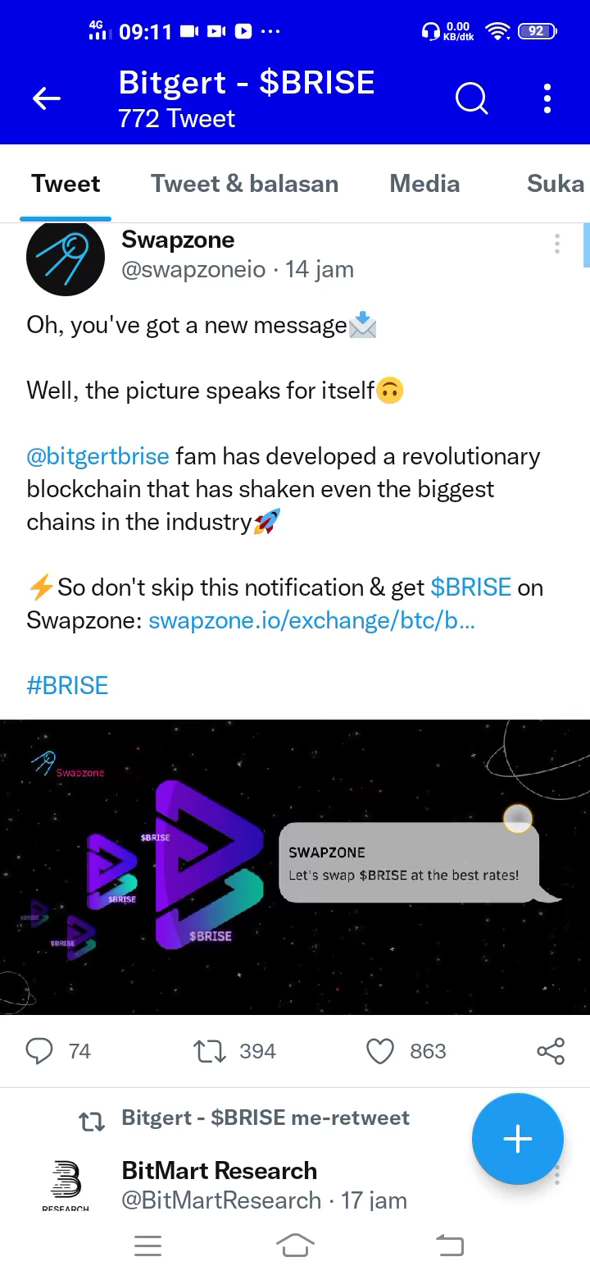 4G 09:11 0.00 KB/dtk 92
Bitgert - $BRISE
772 Tweet
Tweet Tweet & balasan Media Suka
Swapzone
@swapzoneio · 14 jam
Oh, you've got a new message📩
Well, the picture speaks for itself🙃
@bitgertbrise fam has developed a revolutionary
blockchain that has shaken even the biggest
chains in the industry🚀
⚡So don't skip this notification & get $BRISE on
Swapzone: swapzone.io/exchange/btc/b...
#BRISE
Swapzone
$BRISE
$BRISE
$BRISE
$BRISE
$BRISE
SWAPZONE
Let's swap $BRISE at the best rates!
74 394 863
Bitgert - $BRISE me-retweet
BitMart Research
@BitMartResearch · 17 jam
RESEARCH